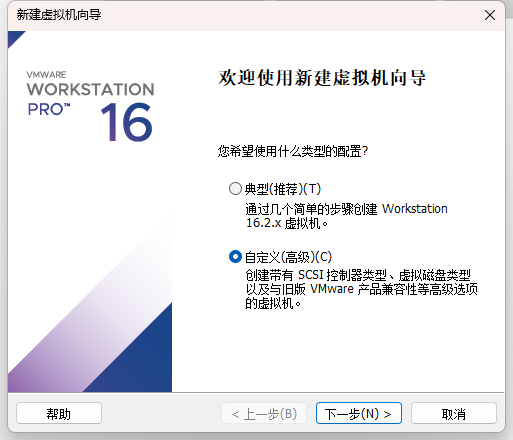 新建虚拟机向导
VMWARE
WORKSTATION
PRO™ 16
欢迎使用新建虚拟机向导
您希望使用什么类型的配置?
典型(推荐)(T)
通过几个简单的步骤创建 Workstation
16.2.x 虚拟机。
自定义(高级)(C)
创建带有 SCSI 控制器类型、虚拟磁盘类型
以及与旧版 VMware 产品兼容性等高级选项
的虚拟机。
帮助
< 上一步(B)
下一步(N) >
取消